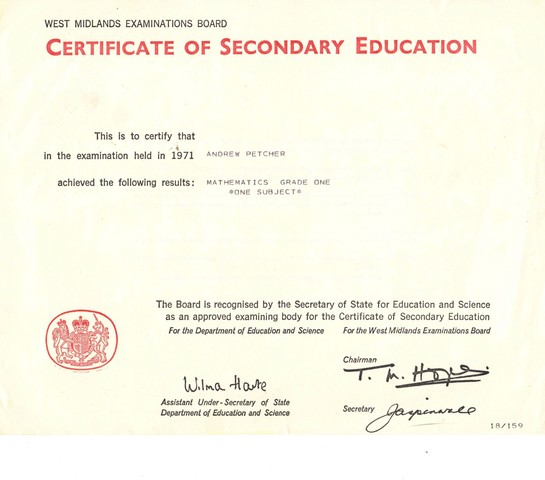 WEST MIDLANDS EXAMINATIONS BOARD
CERTIFICATE OF SECONDARY EDUCATION
This is to certify that
in the examination held in 1971 ANDREW PETCHER
achieved the following results: MATHEMATICS GRADE ONE
*ONE SUBJECT*
The Board is recognised by the Secretary of State for Education and Science
as an approved examining body for the Certificate of Secondary Education
For the Department of Education and Science For the West Midlands Examinations Board
Chairman
T. M.
Wilma Harte
Assistant Under-Secretary of State
Department of Education and Science
Secretary
18/159